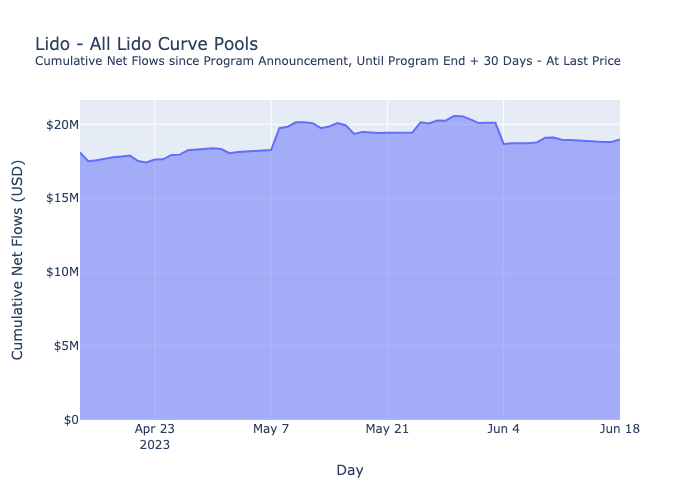 Lido - All Lido Curve Pools
Cumulative Net Flows since Program Announcement, Until Program End + 30 Days - At Last Price
Cumulative Net Flows (USD)
$20M
$15M
$10M
$5M
$0
Apr 23
2023
May 7
May 21
Jun 4
Jun 18
Day